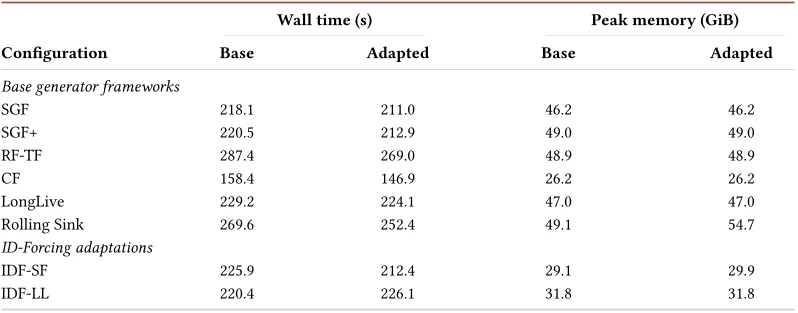 Wall time (s) Peak memory (GiB)
Configuration Base Adapted Base Adapted
Base generator frameworks
SGF 218.1 211.0 46.2 46.2
SGF+ 220.5 212.9 49.0 49.0
RF-TF 287.4 269.0 48.9 48.9
CF 158.4 146.9 26.2 26.2
LongLive 229.2 224.1 47.0 47.0
Rolling Sink 269.6 252.4 49.1 54.7
ID-Forcing adaptations
IDF-SF 225.9 212.4 29.1 29.9
IDF-LL 220.4 226.1 31.8 31.8